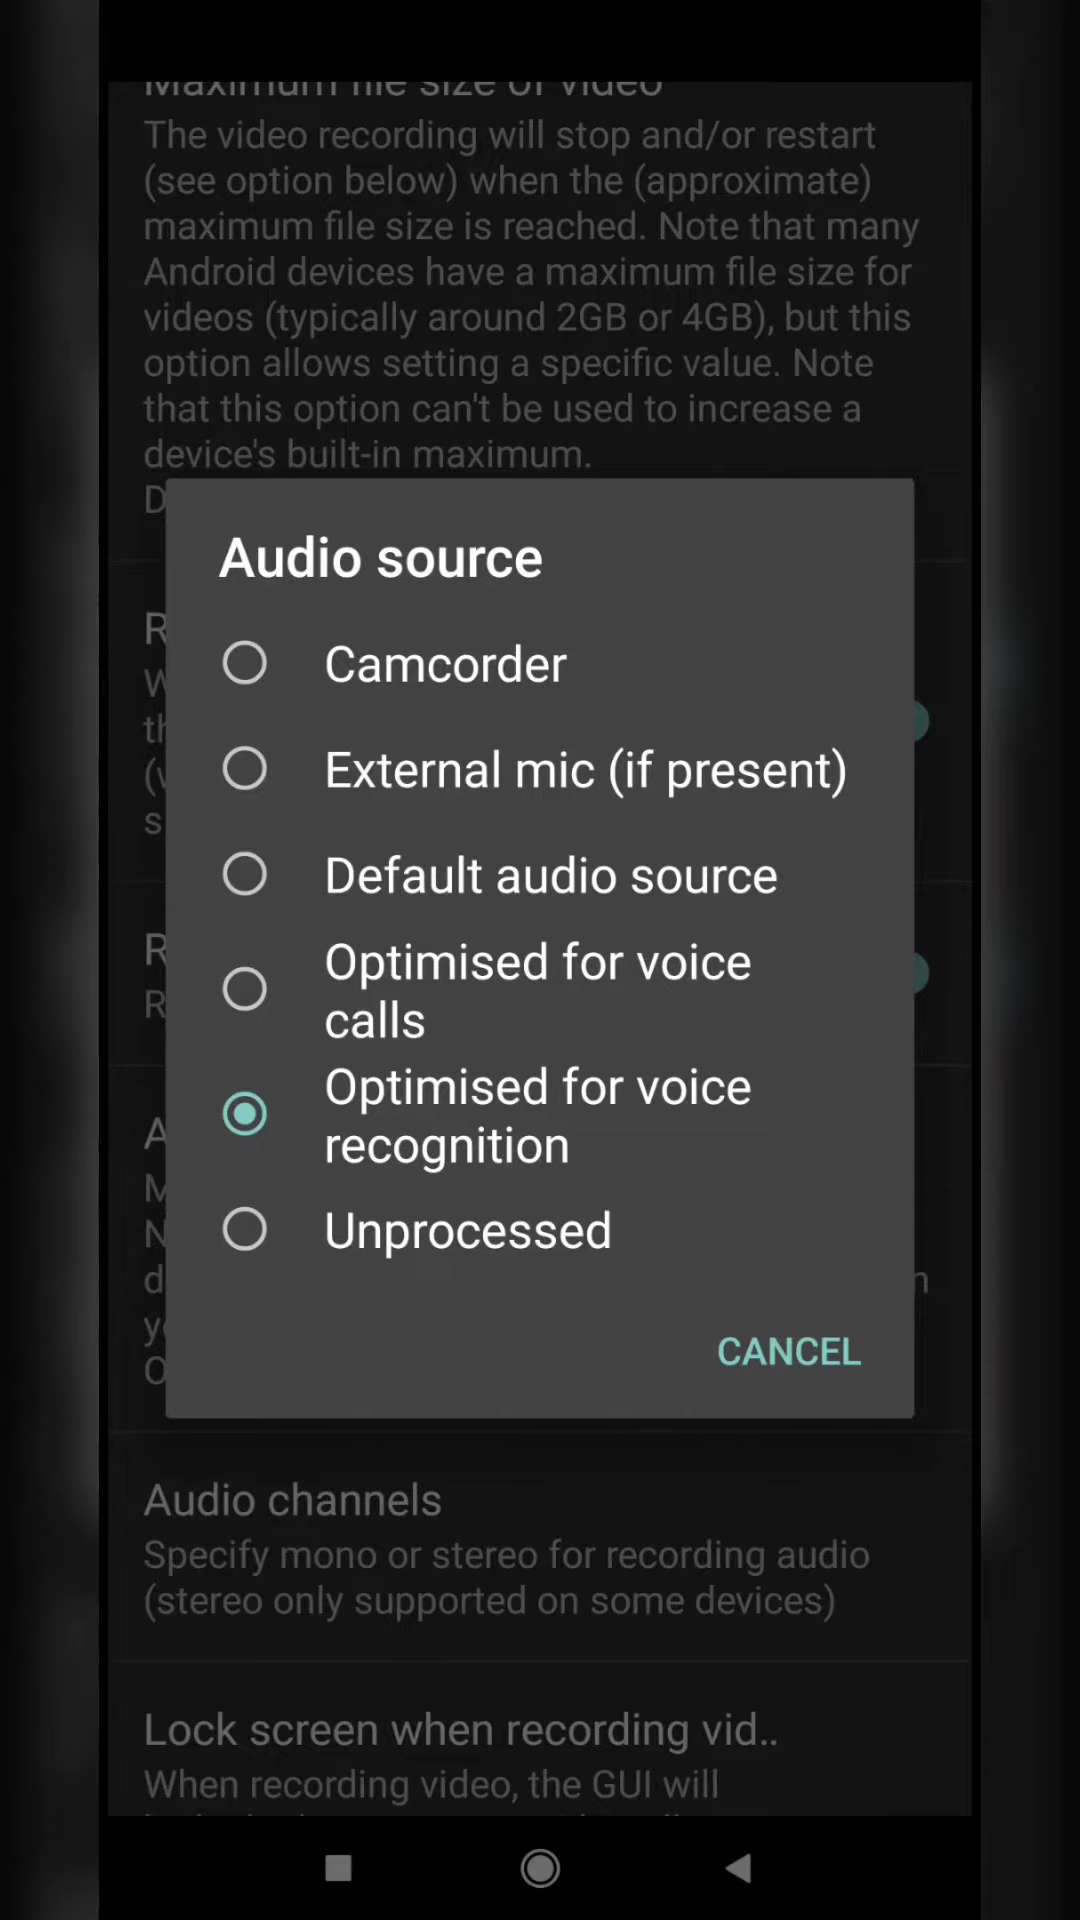 Maximum file size of video
The video recording will stop and/or restart
(see option below) when the (approximate)
maximum file size is reached. Note that many
Android devices have a maximum file size for
videos (typically around 2GB or 4GB), but this
option allows setting a specific value. Note
that this option can't be used to increase a
device's built-in maximum.
Audio source
Camcorder
External mic (if present)
Default audio source
Optimised for voice
calls
Optimised for voice
recognition
Unprocessed
CANCEL
Audio channels
Specify mono or stereo for recording audio
(stereo only supported on some devices)
Lock screen when recording vid..
When recording video, the GUI will